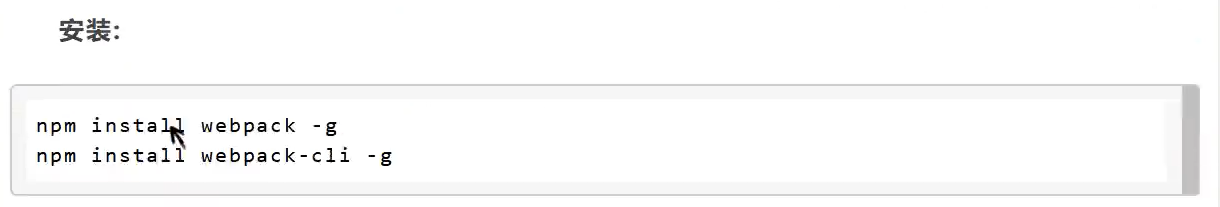 安装:
npm install webpack -g
npm install webpack-cli -g